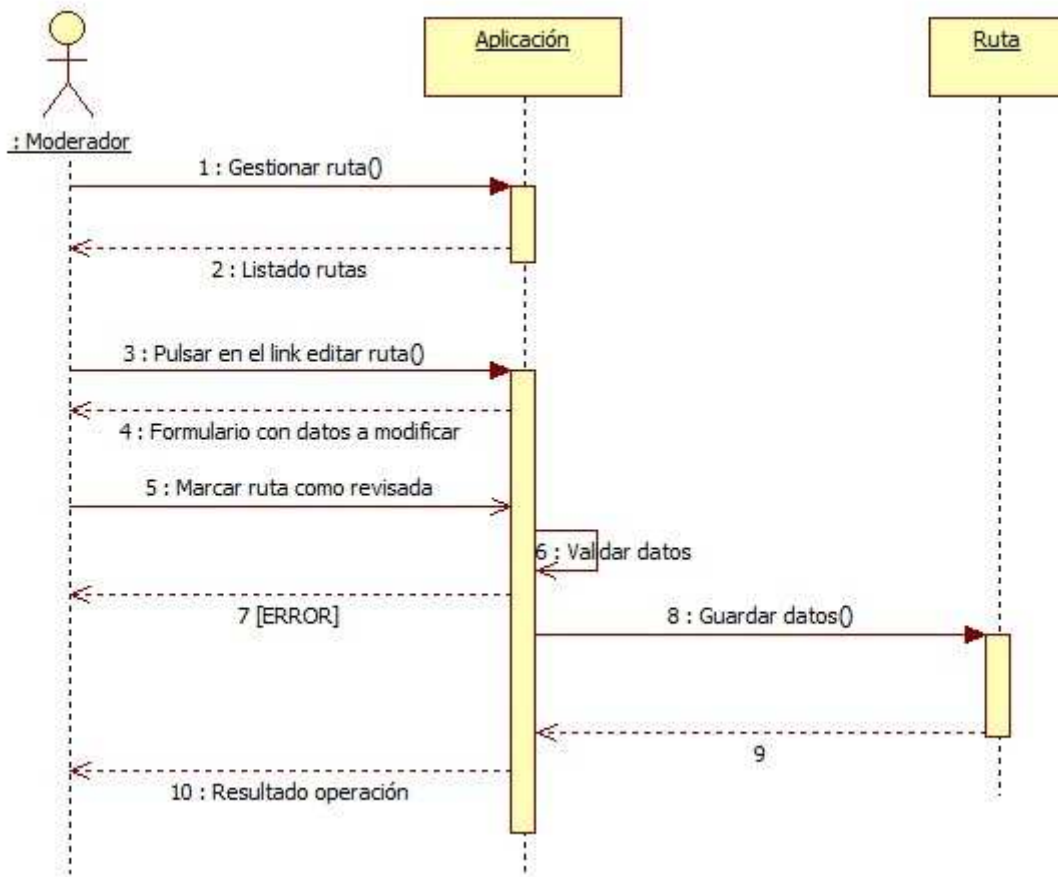 Aplicación
Ruta
: Moderador
1 : Gestionar ruta()
2 : Listado rutas
3 : Pulsar en el link editar ruta()
4 : Formulario con datos a modificar
5 : Marcar ruta como revisada
6 : Validar datos
7 [ERROR]
8 : Guardar datos()
9
10 : Resultado operación